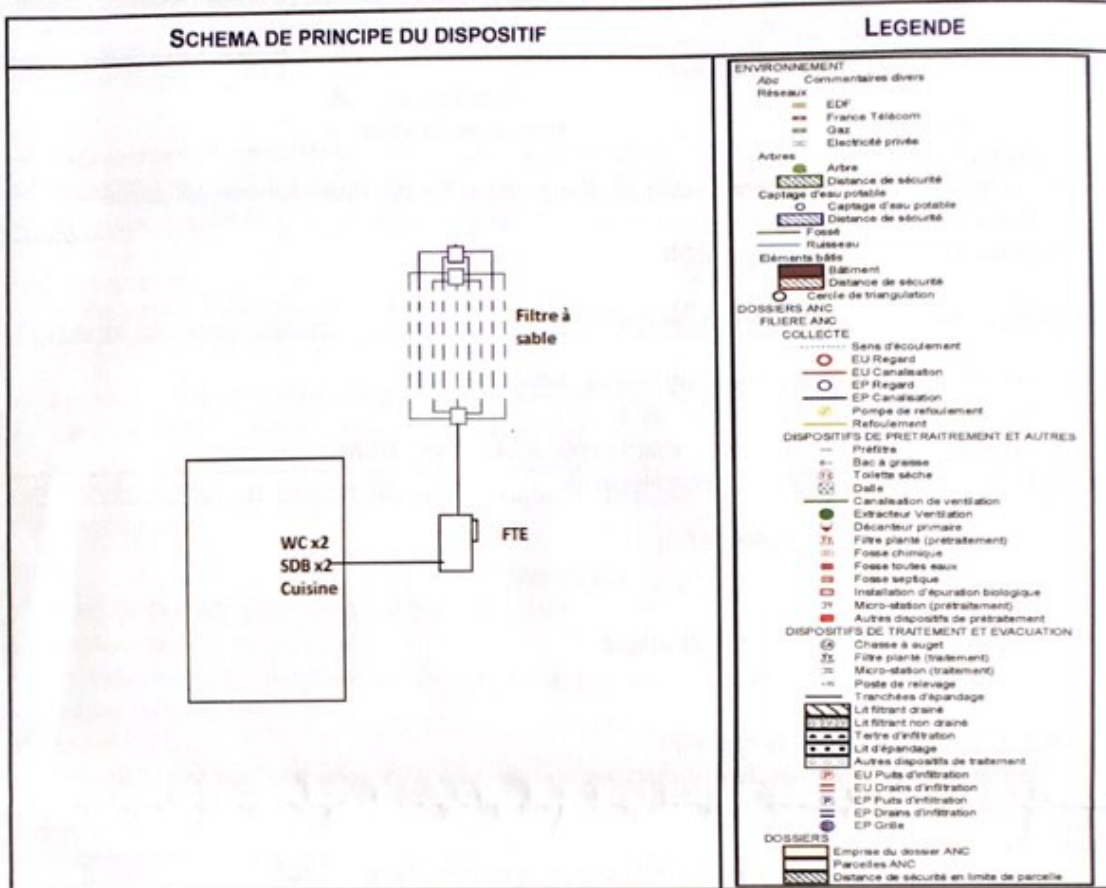 SCHEMA DE PRINCIPE DU DISPOSITIF
LEGENDE
Filtre à
sable
FTE
WC x2
SDB x2
Cuisine
ENVIRONNEMENT
Abc Commentaires divers
Réseaux
EDF
France Télécom
Gaz
Electricité privée
Arbres
Arbre
Distance de sécurité
Captage d'eau potable
Captage d'eau potable
Distance de sécurité
Fossé
Ruisseau
Eléments bâtis
Bâtiment
Distance de sécurité
Cercle de triangulation
DOSSIERS ANC
FILIERE ANC
COLLECTE
Sens d'écoulement
EU Regard
EU Canalisation
EP Regard
EP Canalisation
Pompe de refoulement
Refoulement
DISPOSITIFS DE PRETRAITREMENT ET AUTRES
Préfiltre
Bac à graisse
Toilette sèche
Dalle
Canalisation de ventilation
Extracteur Ventilation
Décanteur primaire
Filtre planté (prétraitement)
Fosse chimique
Fosse toutes eaux
Fosse septique
Installation d'épuration biologique
Micro-station (prétraitement)
Autres dispositifs de prétraitement
DISPOSITIFS DE TRAITEMENT ET EVACUATION
Chasse à auget
Filtre planté (traitement)
Micro-station (traitement)
Poste de relevage
Tranchées d'épandage
Lit filtrant drainé
Lit filtrant non drainé
Tertre d'infiltration
Lit d'épandage
Autres dispositifs de traitement
EU Puits d'infiltration
EU Drains d'infiltration
EP Puits d'infiltration
EP Drains d'infiltration
EP Grille
DOSSIERS
Emprise du dossier ANC
Parcelles ANC
Distance de sécurité en limite de parcelle